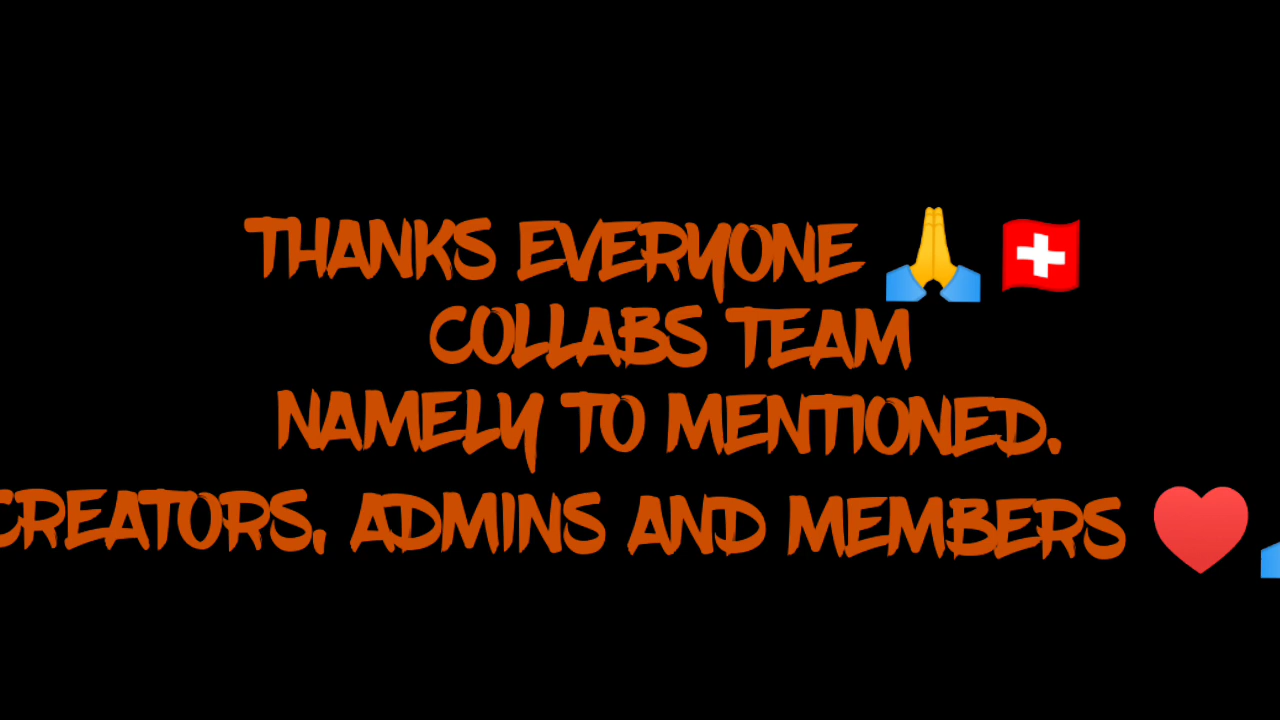 THANKS EVERYONE 🙏 🇨🇭
COLLABS TEAM
NAMELY TO MENTIONED.
CREATORS, ADMINS AND MEMBERS ♥️